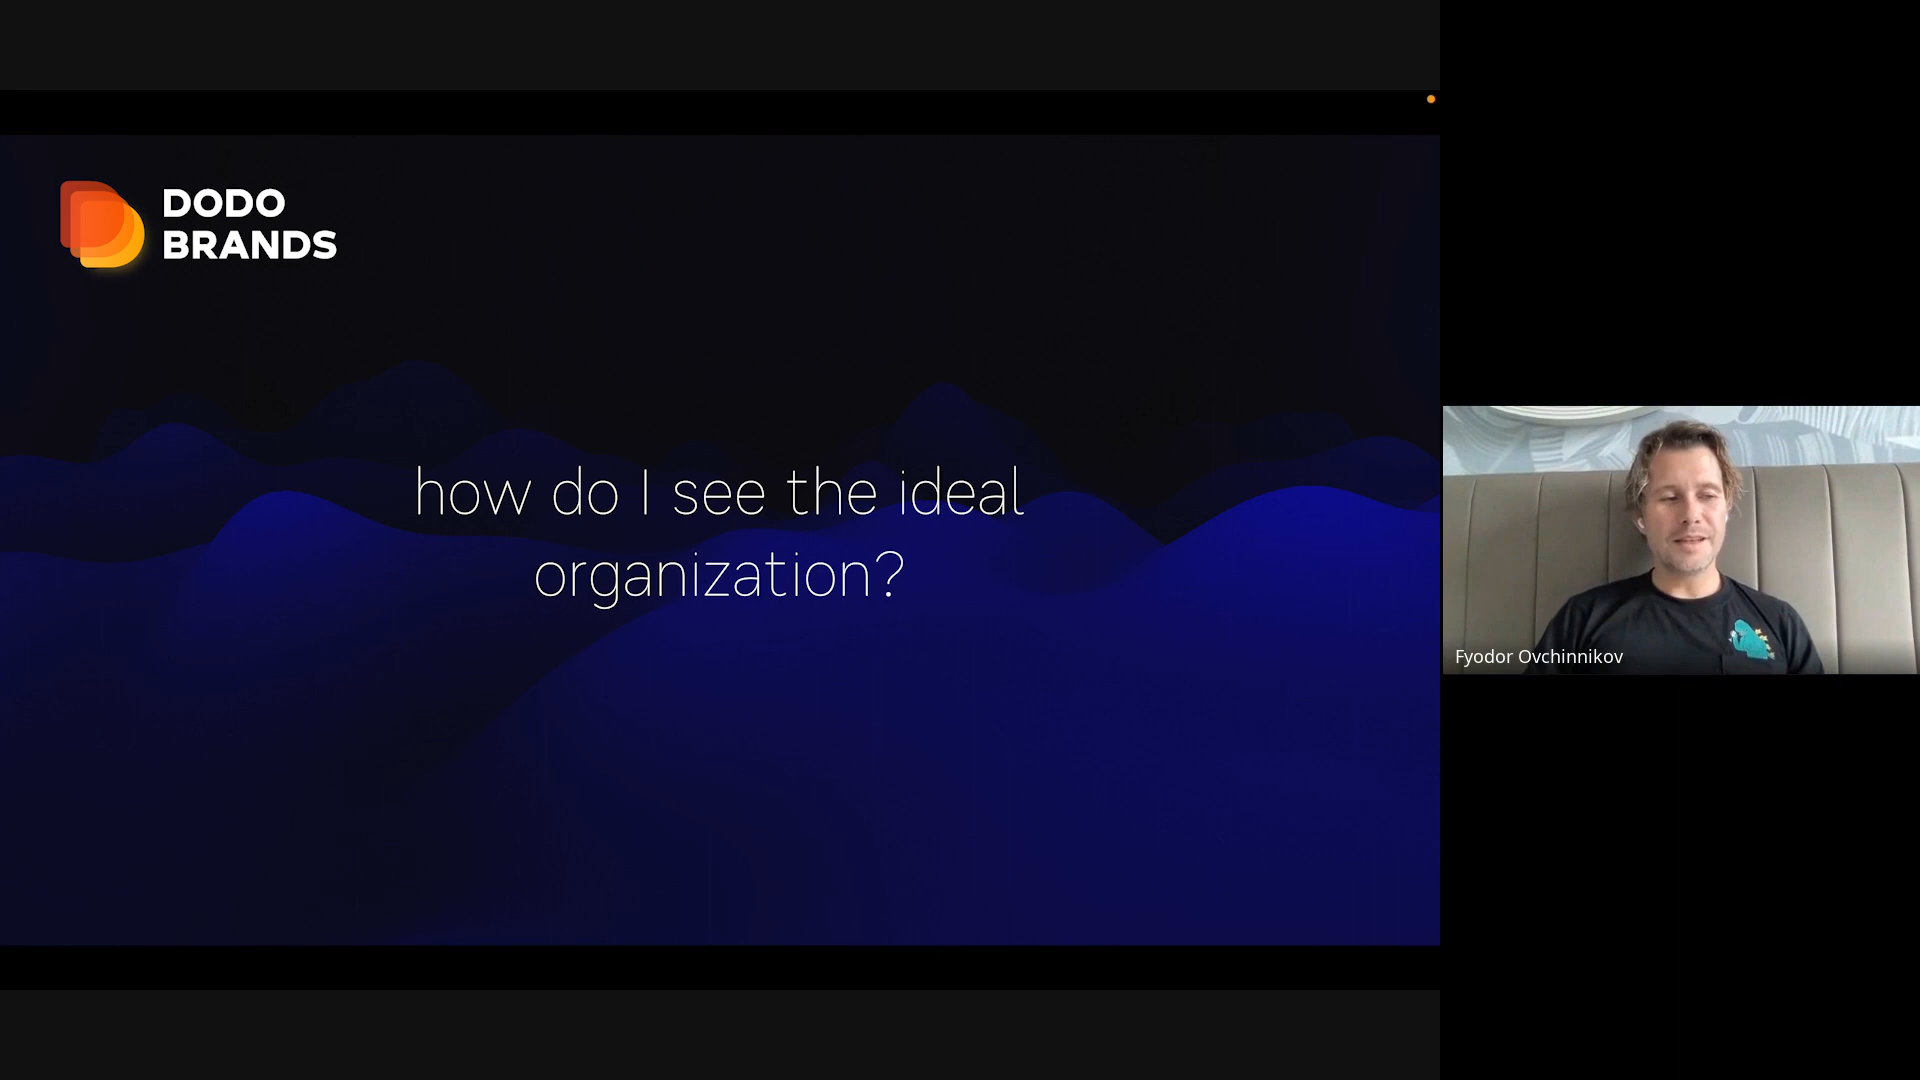 DODO
BRANDS
how do I see the ideal
organization?
Fyodor Ovchinnikov